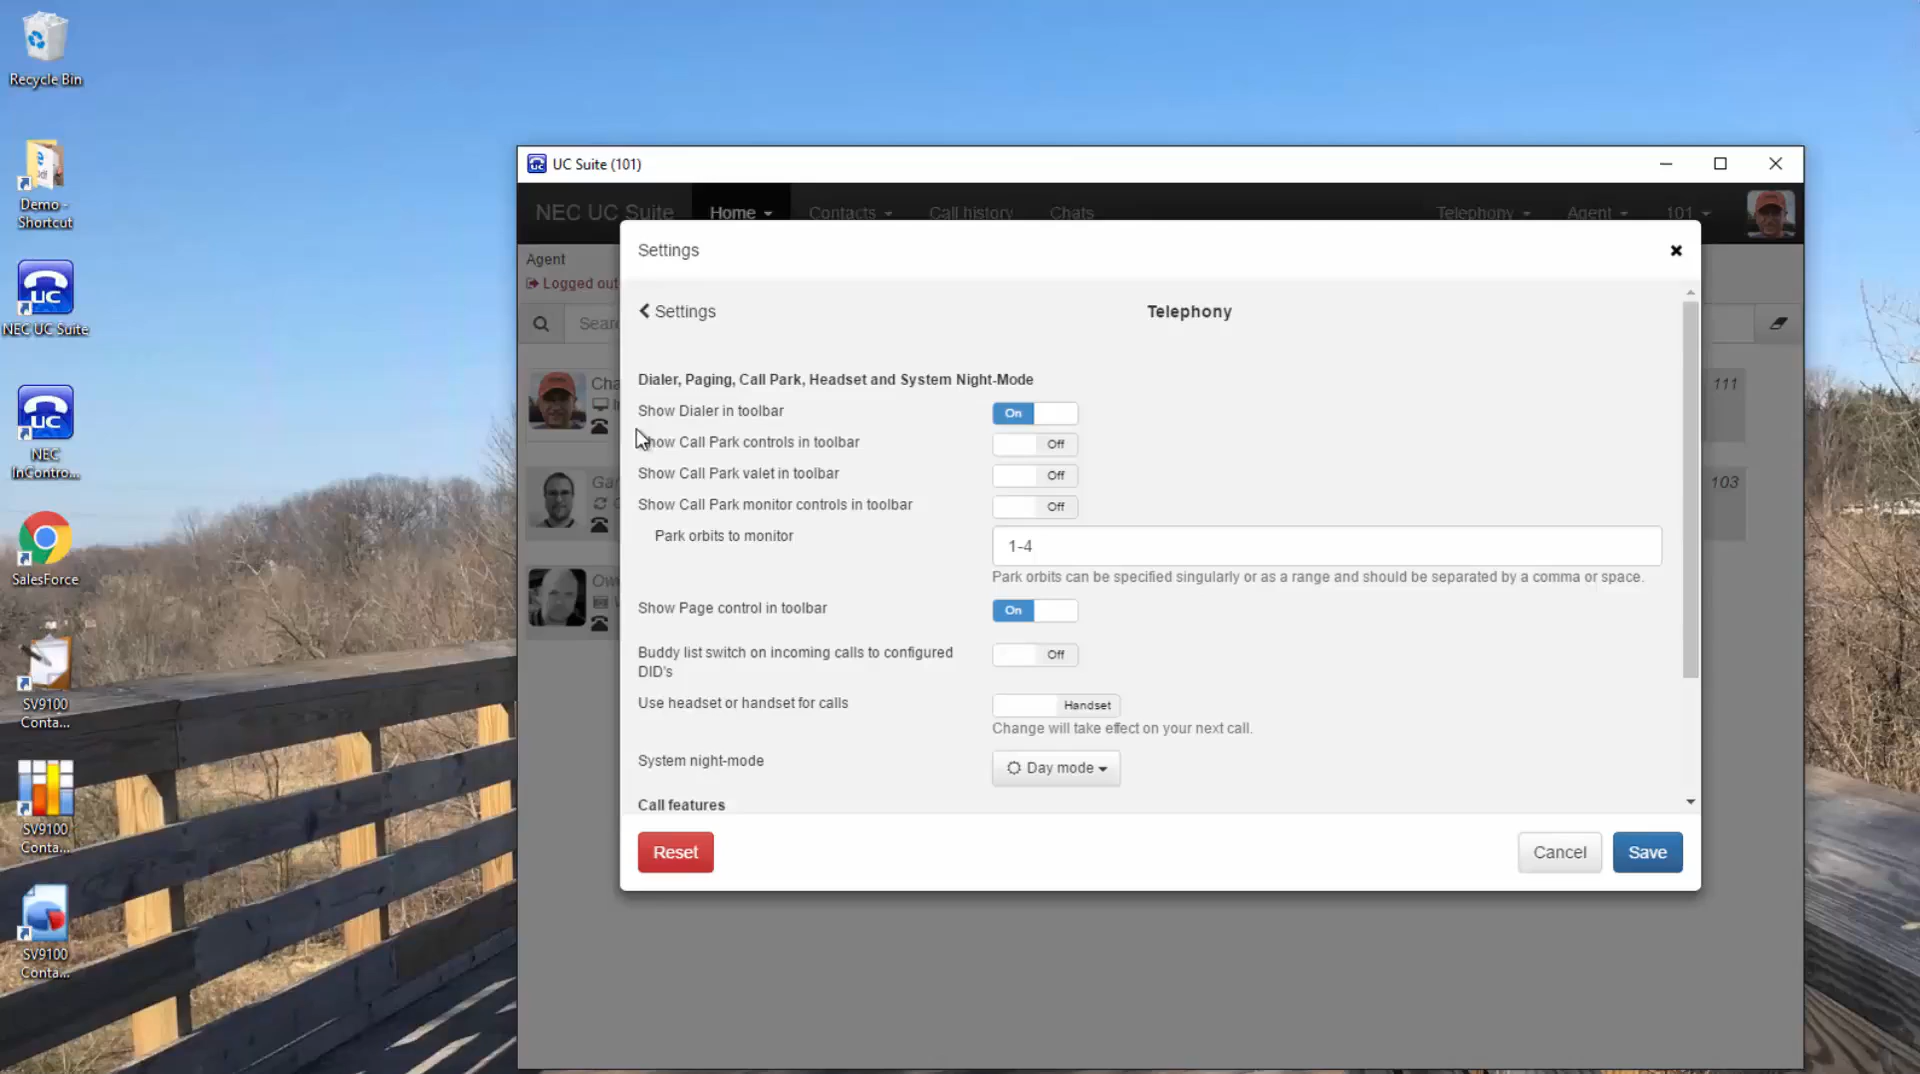 Recycle Bin
Demo -
Shortcut
NEC UC Suite
NEC
InContro...
SalesForce
SV9100
Conta...
SV9100
Conta...
SV9100
Conta...
UC Suite (101)
NEC UC Suite
Home
Contacts
Call history
Chats
Telephony
Agent
101
Agent
Logged out
Sear
Settings
Settings
Telephony
Dialer, Paging, Call Park, Headset and System Night-Mode
Show Dialer in toolbar
On
Show Call Park controls in toolbar
Off
Show Call Park valet in toolbar
Off
Show Call Park monitor controls in toolbar
Off
Park orbits to monitor
1-4
Park orbits can be specified singularly or as a range and should be separated by a comma or space.
Show Page control in toolbar
On
Buddy list switch on incoming calls to configured
DID's
Off
Use headset or handset for calls
Handset
Change will take effect on your next call.
System night-mode
Day mode
Call features
Reset
Cancel
Save
Cha
111
Gar
103
Ow